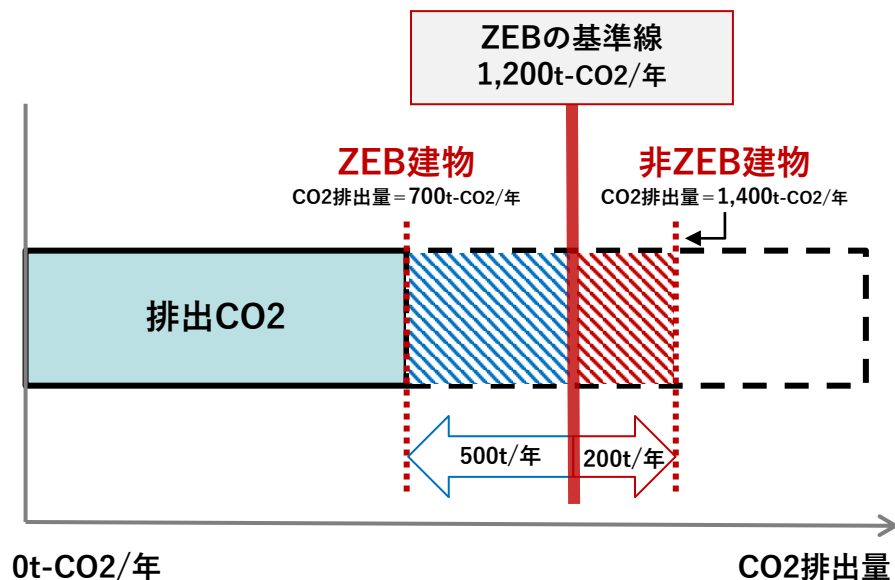 ZEBの基準線
1,200t-CO2/年
ZEB建物
CO2排出量=700t-CO2/年
非ZEB建物
CO2排出量=1,400t-CO2/年
排出CO2
500t/年
200t/年
0t-CO2/年
CO2排出量